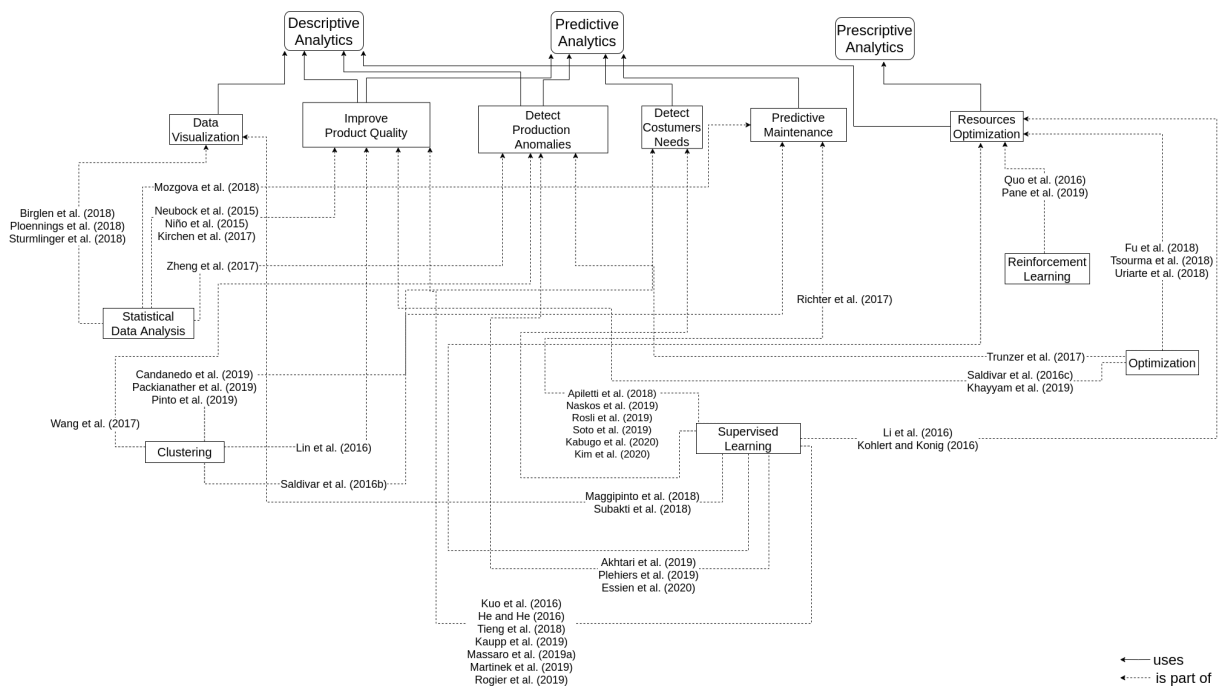 Descriptive
Analytics
Predictive
Analytics
Prescriptive
Analytics
Data
Visualization
Improve
Product Quality
Detect
Production
Anomalies
Detect
Costumers
Needs
Predictive
Maintenance
Resources
Optimization
Mozgova et al. (2018)
Quo et al. (2016)
Pane et al. (2019)
Birglen et al. (2018)
Ploennings et al. (2018)
Sturmlinger et al. (2018)
Neubock et al. (2015)
Niño et al. (2015)
Kirchen et al. (2017)
Zheng et al. (2017)
Fu et al. (2018)
Tsourma et al. (2018)
Uriarte et al. (2018)
Reinforcement
Learning
Richter et al. (2017)
Statistical
Data Analysis
Trunzer et al. (2017)
Optimization
Candanedo et al. (2019)
Packianather et al. (2019)
Pinto et al. (2019)
Saldivar et al. (2016c)
Khayyam et al. (2019)
Apiletti et al. (2018)
Naskos et al. (2019)
Rosli et al. (2019)
Soto et al. (2019)
Kabugo et al. (2020)
Kim et al. (2020)
Wang et al. (2017)
Supervised
Learning
Li et al. (2016)
Kohlert and Konig (2016)
Clustering
Lin et al. (2016)
Saldivar et al. (2016b)
Maggipinto et al. (2018)
Subakti et al. (2018)
Akhtari et al. (2019)
Plehiers et al. (2019)
Essien et al. (2020)
Kuo et al. (2016)
He and He (2016)
Tieng et al. (2018)
Kaupp et al. (2019)
Massaro et al. (2019a)
Martinek et al. (2019)
Rogier et al. (2019)
uses
is part of